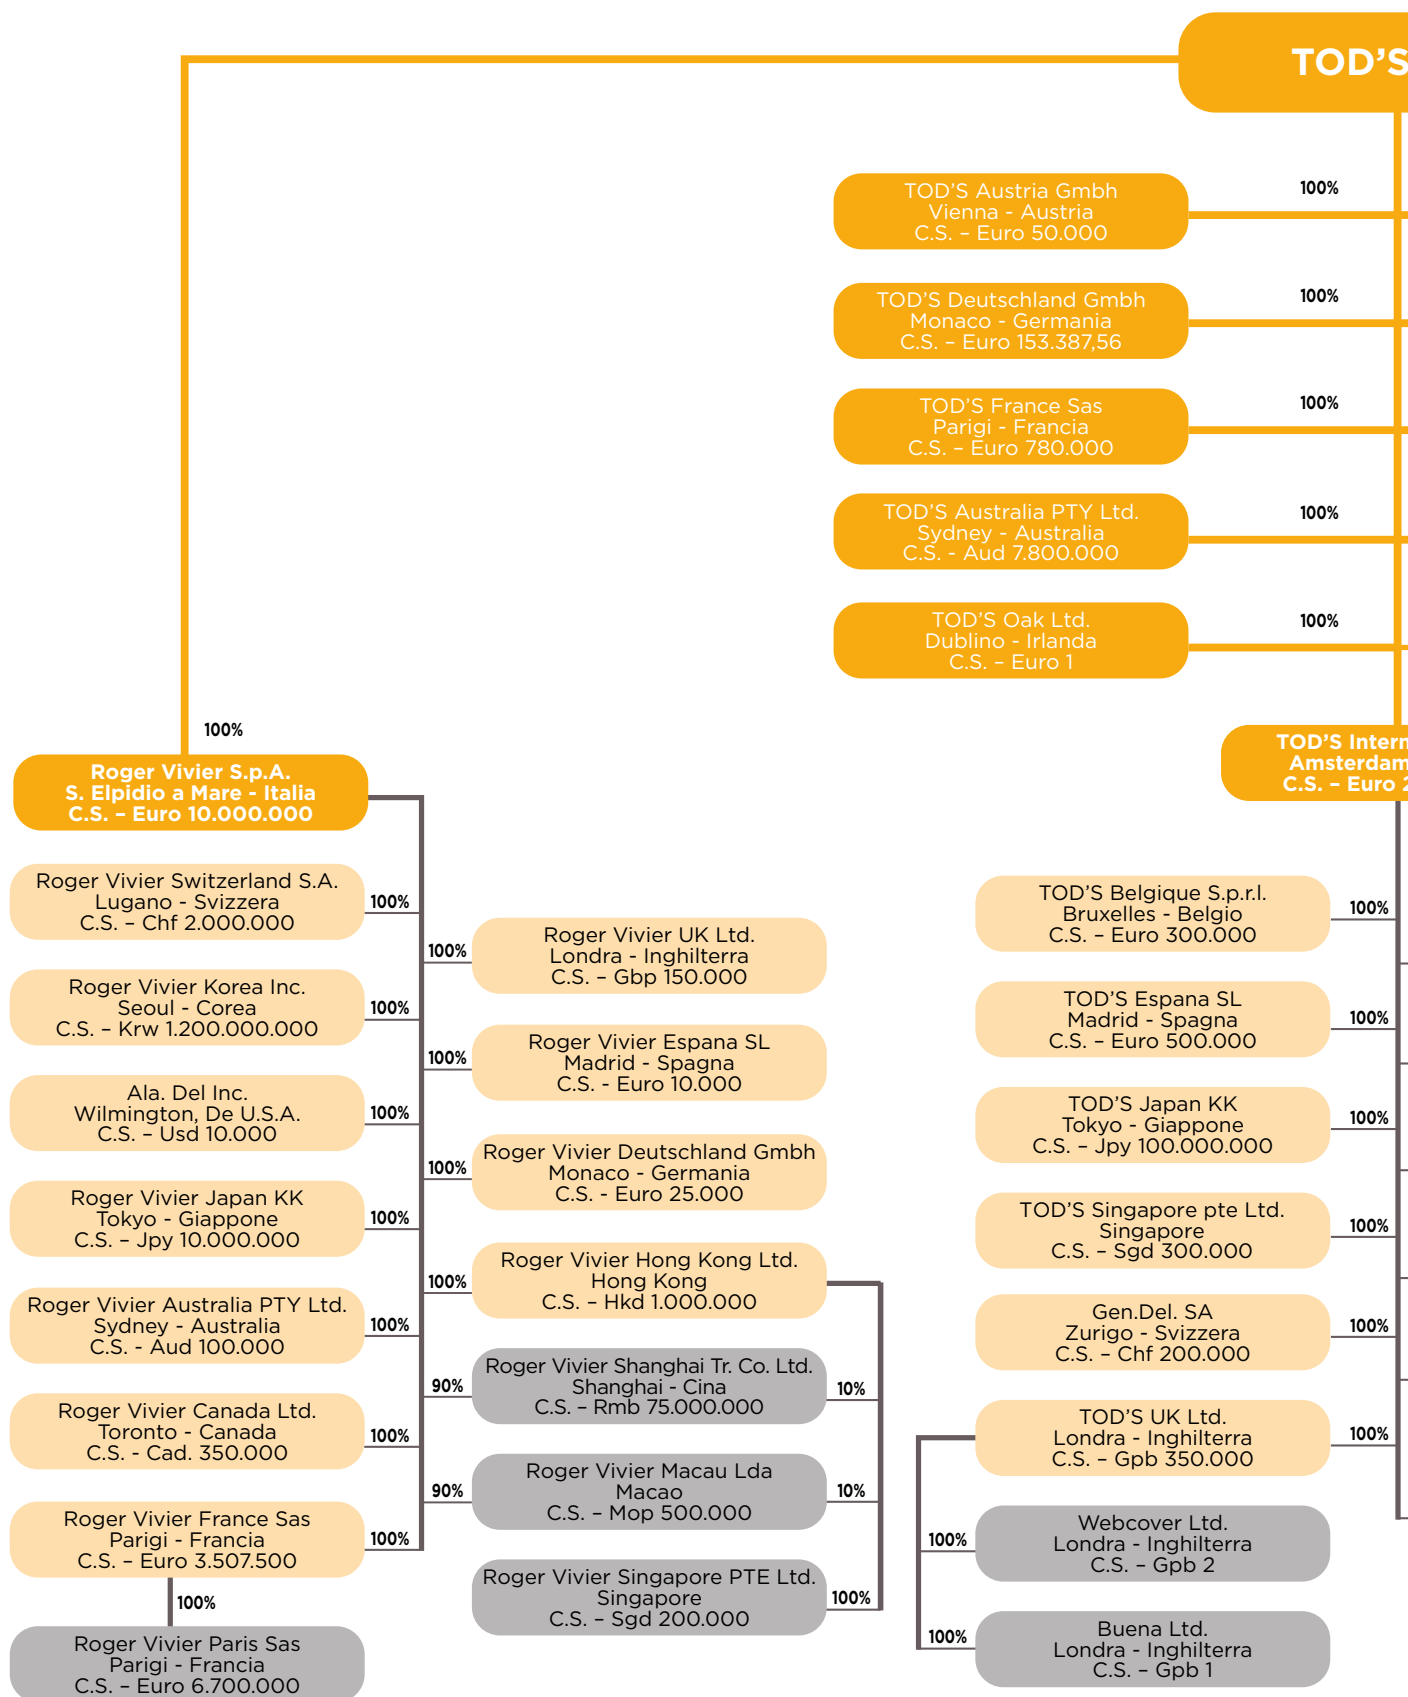 TOD'S
TOD'S Austria Gmbh
Vienna - Austria
C.S. – Euro 50.000
100%
TOD'S Deutschland Gmbh
Monaco - Germania
C.S. – Euro 153.387,56
100%
TOD'S France Sas
Parigi - Francia
C.S. – Euro 780.000
100%
TOD'S Australia PTY Ltd.
Sydney - Australia
C.S. - Aud 7.800.000
100%
TOD'S Oak Ltd.
Dublino - Irlanda
C.S. – Euro 1
100%
100%
Roger Vivier S.p.A.
S. Elpidio a Mare - Italia
C.S. – Euro 10.000.000
Roger Vivier Switzerland S.A.
Lugano - Svizzera
C.S. – Chf 2.000.000
100%
Roger Vivier Korea Inc.
Seoul - Corea
C.S. – Krw 1.200.000.000
100%
Ala. Del Inc.
Wilmington, De U.S.A.
C.S. – Usd 10.000
100%
Roger Vivier Japan KK
Tokyo - Giappone
C.S. – Jpy 10.000.000
100%
Roger Vivier Australia PTY Ltd.
Sydney - Australia
C.S. - Aud 100.000
100%
Roger Vivier Canada Ltd.
Toronto - Canada
C.S. - Cad. 350.000
100%
Roger Vivier France Sas
Parigi - Francia
C.S. – Euro 3.507.500
100%
100%
Roger Vivier Paris Sas
Parigi - Francia
C.S. – Euro 6.700.000
100%
Roger Vivier UK Ltd.
Londra - Inghilterra
C.S. – Gbp 150.000
100%
Roger Vivier Espana SL
Madrid - Spagna
C.S. - Euro 10.000
100%
Roger Vivier Deutschland Gmbh
Monaco - Germania
C.S. - Euro 25.000
100%
Roger Vivier Hong Kong Ltd.
Hong Kong
C.S. – Hkd 1.000.000
90%
Roger Vivier Shanghai Tr. Co. Ltd.
Shanghai - Cina
C.S. – Rmb 75.000.000
10%
90%
Roger Vivier Macau Lda
Macao
C.S. – Mop 500.000
10%
Roger Vivier Singapore PTE Ltd.
Singapore
C.S. – Sgd 200.000
100%
TOD'S Intern
Amsterdam
C.S. – Euro 2
TOD'S Belgique S.p.r.l.
Bruxelles - Belgio
C.S. – Euro 300.000
100%
TOD'S Espana SL
Madrid - Spagna
C.S. – Euro 500.000
100%
TOD'S Japan KK
Tokyo - Giappone
C.S. – Jpy 100.000.000
100%
TOD'S Singapore pte Ltd.
Singapore
C.S. – Sgd 300.000
100%
Gen.Del. SA
Zurigo - Svizzera
C.S. – Chf 200.000
100%
TOD'S UK Ltd.
Londra - Inghilterra
C.S. – Gpb 350.000
100%
100%
Webcover Ltd.
Londra - Inghilterra
C.S. – Gpb 2
100%
Buena Ltd.
Londra - Inghilterra
C.S. – Gpb 1